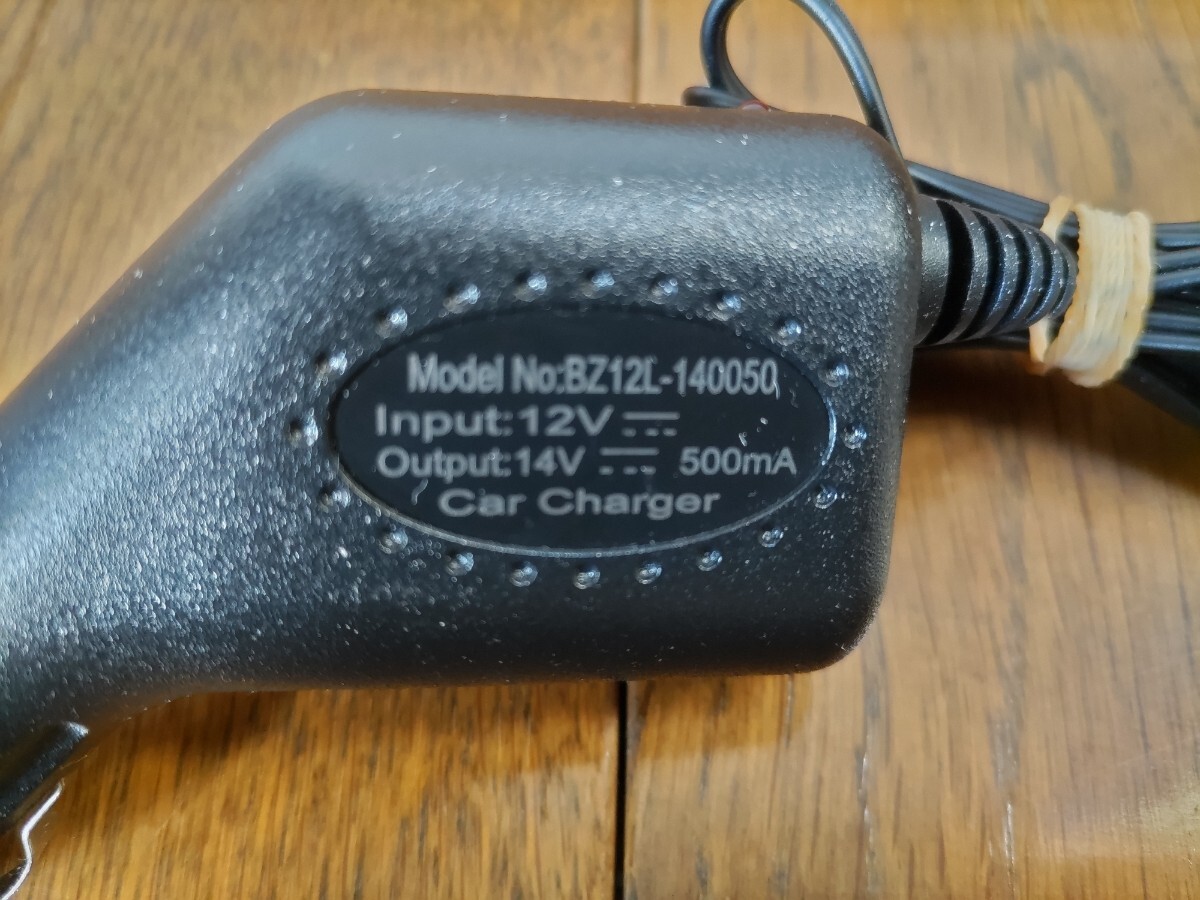 Model No:BZ12L-140050
Input:12V ⎓
Output:14V ⎓ 500mA
Car Charger